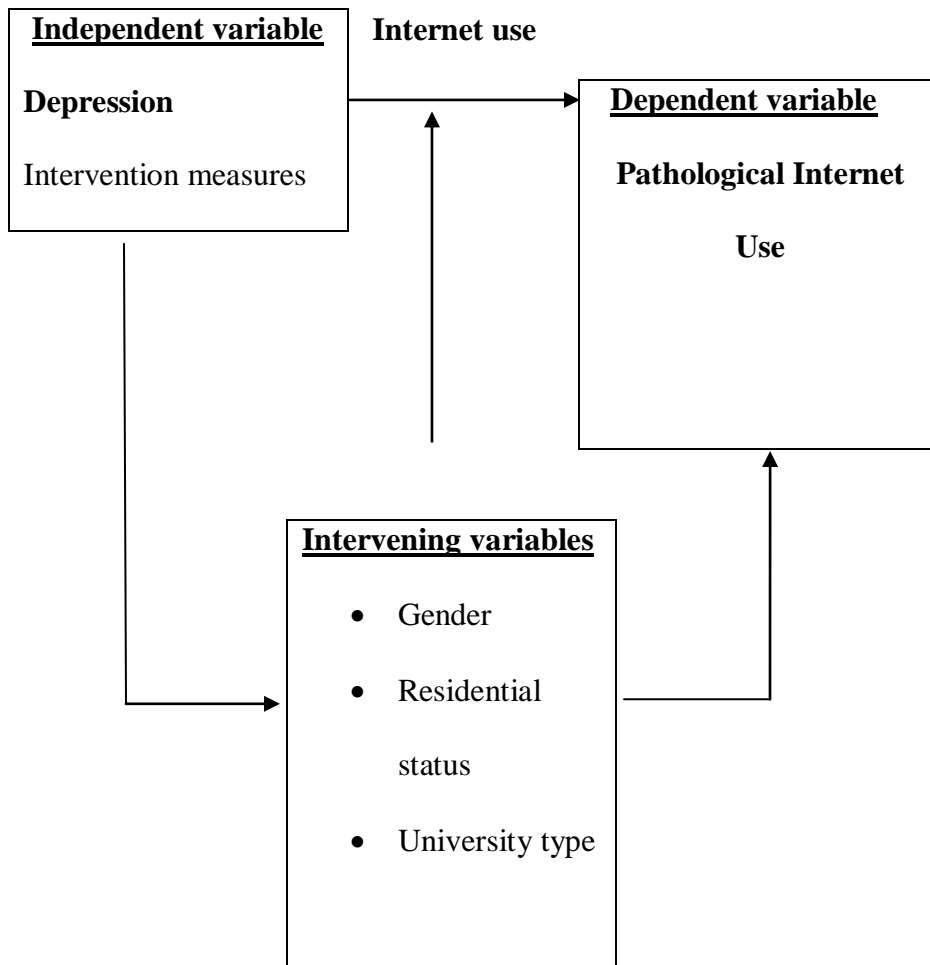 Independent variable
Depression
Intervention measures
Internet use
Dependent variable
Pathological Internet
Use
Intervening variables
• Gender
• Residential
status
• University type